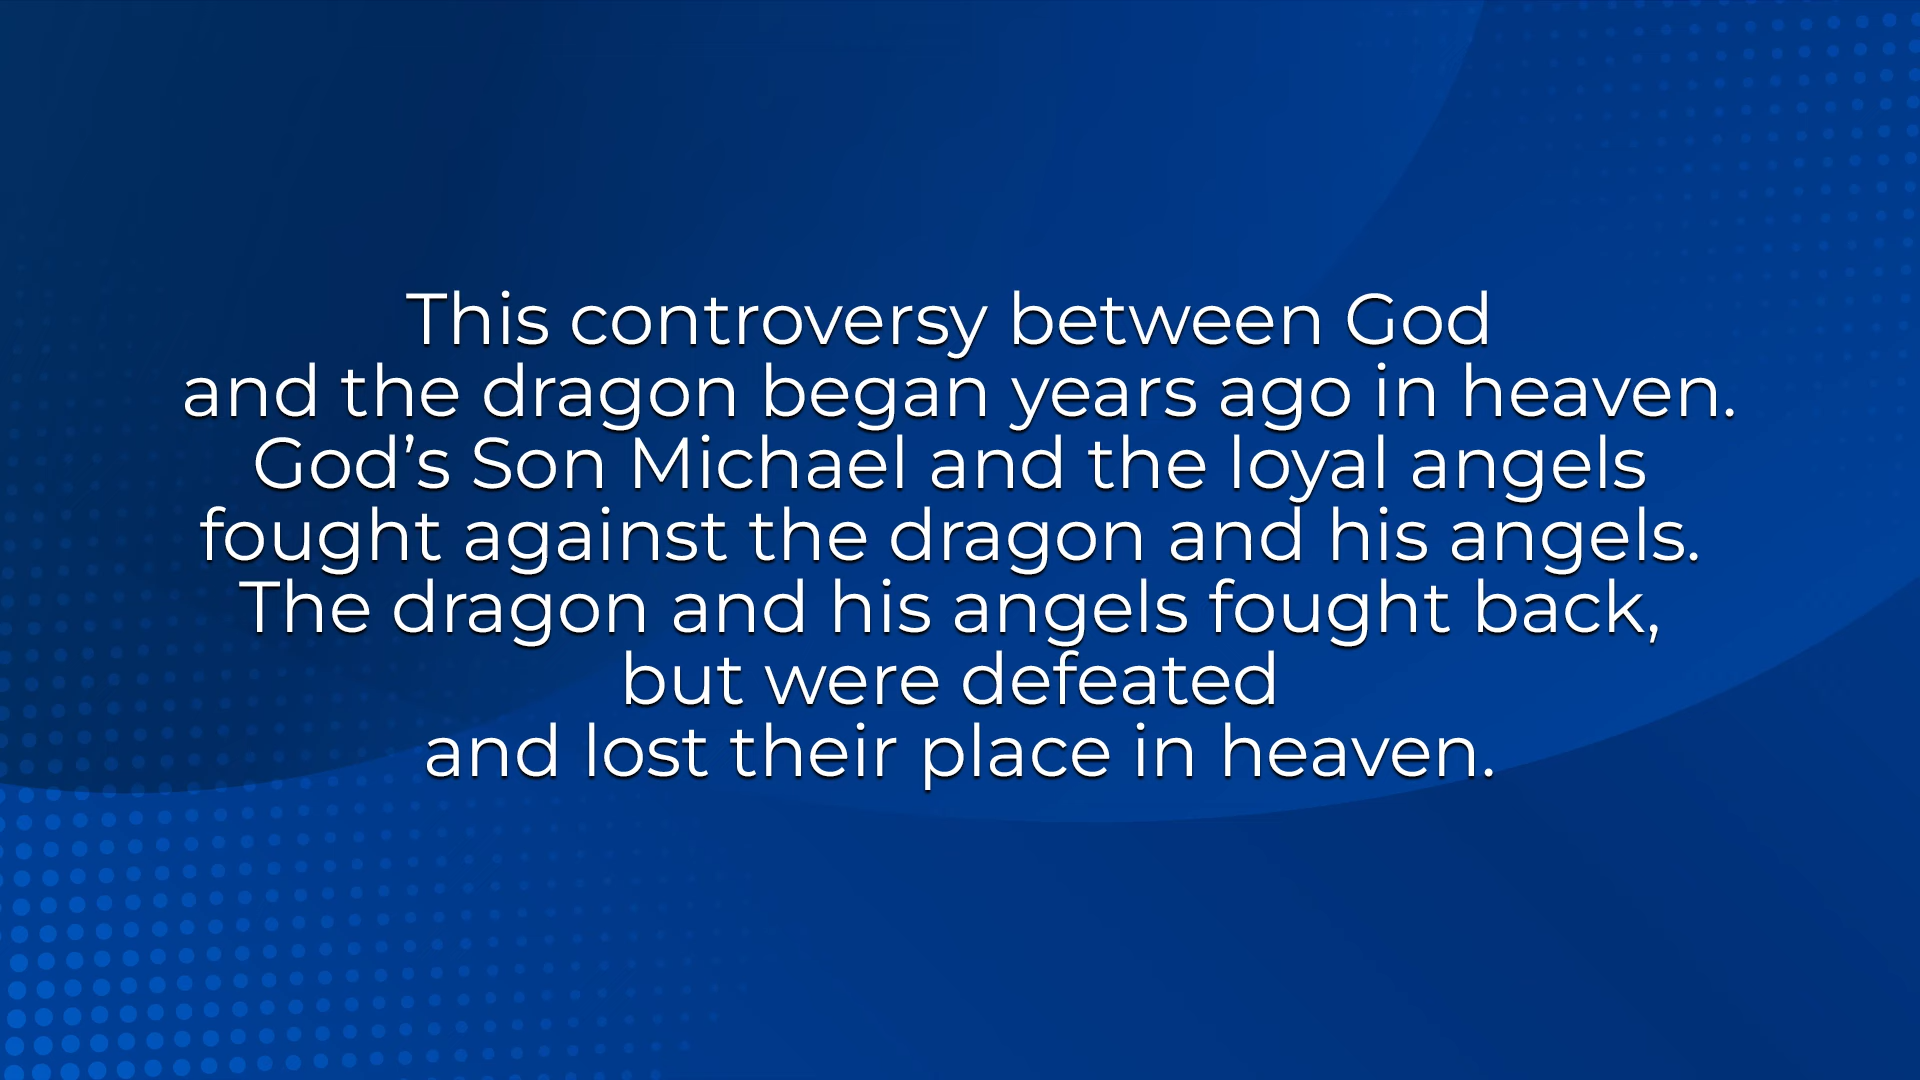 This controversy between God
and the dragon began years ago in heaven.
God’s Son Michael and the loyal angels
fought against the dragon and his angels.
The dragon and his angels fought back,
but were defeated
and lost their place in heaven.